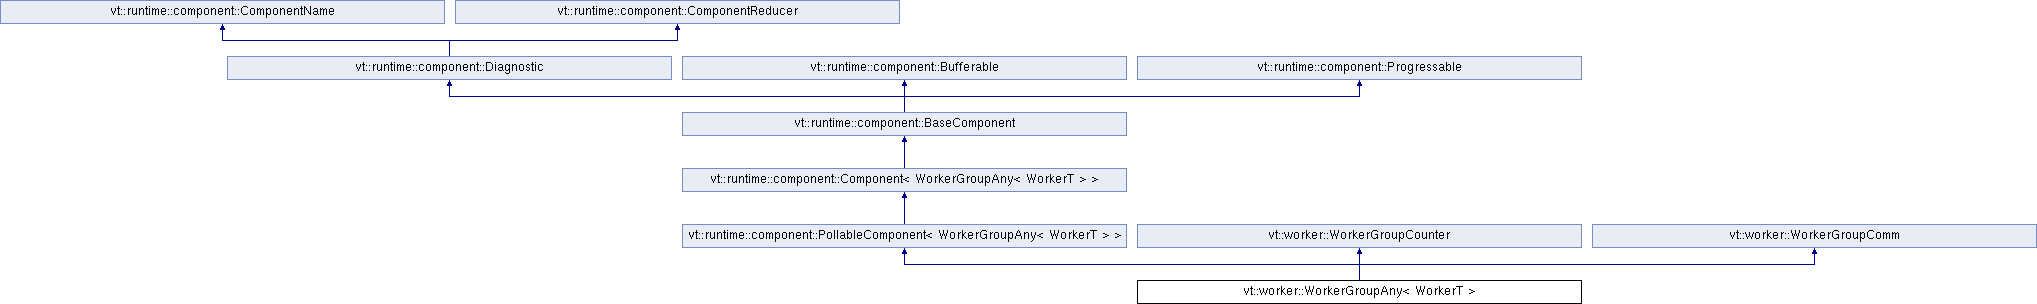 vt::runtime::component::ComponentName
vt::runtime::component::ComponentReducer
vt::runtime::component::Diagnostic
vt::runtime::component::Bufferable
vt::runtime::component::Progressable
vt::runtime::component::BaseComponent
vt::runtime::component::Component< WorkerGroupAny< WorkerT > >
vt::runtime::component::PollableComponent< WorkerGroupAny< WorkerT > >
vt::worker::WorkerGroupCounter
vt::worker::WorkerGroupComm
vt::worker::WorkerGroupAny< WorkerT >